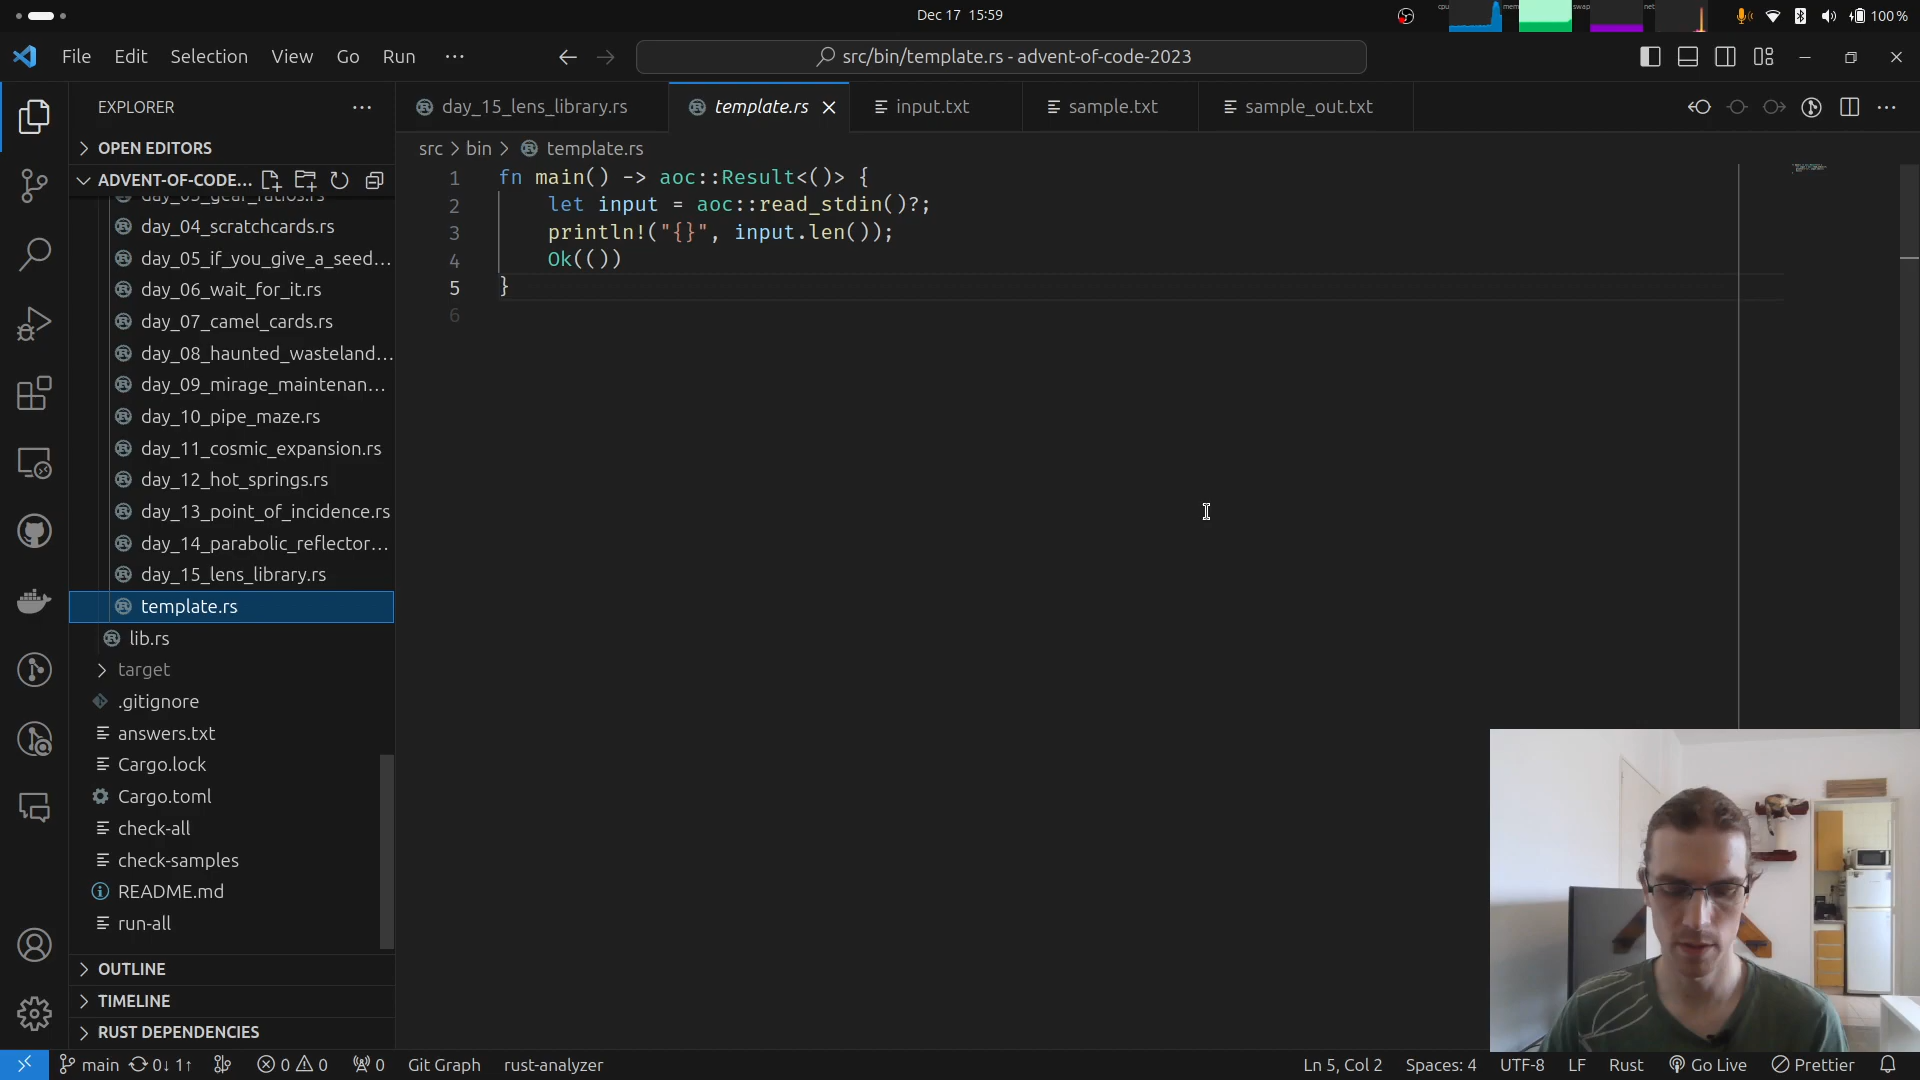 Dec 17 15:59
cpu
mem
swap
net
100 %
File Edit Selection View Go Run ···
src/bin/template.rs - advent-of-code-2023
EXPLORER
day_15_lens_library.rs
template.rs
input.txt
sample.txt
sample_out.txt
OPEN EDITORS
src > bin > template.rs
ADVENT-OF-CODE...
day_03_gear_ratios.rs
day_04_scratchcards.rs
day_05_if_you_give_a_seed...
day_06_wait_for_it.rs
day_07_camel_cards.rs
day_08_haunted_wasteland...
day_09_mirage_maintenan...
day_10_pipe_maze.rs
day_11_cosmic_expansion.rs
day_12_hot_springs.rs
day_13_point_of_incidence.rs
day_14_parabolic_reflector...
day_15_lens_library.rs
template.rs
lib.rs
target
.gitignore
answers.txt
Cargo.lock
Cargo.toml
check-all
check-samples
README.md
run-all
OUTLINE
TIMELINE
RUST DEPENDENCIES
1 fn main() -> aoc::Result<()> {
2     let input = aoc::read_stdin()?;
3     println!("{}", input.len());
4     Ok(())
5 }
6
main 0↓ 1↑ 0 0 0 Git Graph rust-analyzer
Ln 5, Col 2 Spaces: 4 UTF-8 LF Rust Go Live Prettier